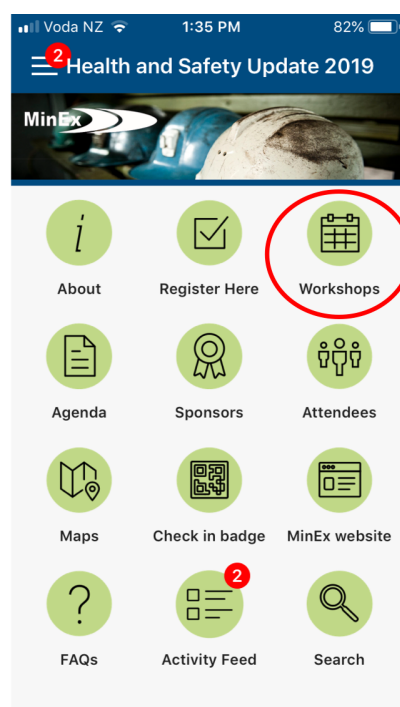 Voda NZ 1:35 PM 82%
2 Health and Safety Update 2019
MinEx
About Register Here Workshops
Agenda Sponsors Attendees
Maps Check in badge MinEx website
2
FAQs Activity Feed Search